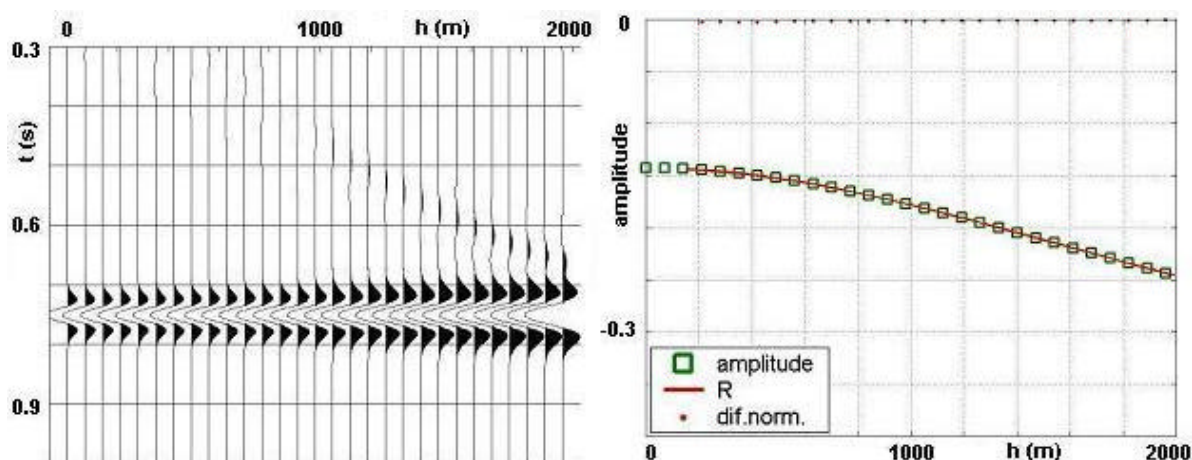 0 1000 h (m) 2000
0.3
t (s)
0.6
0.9
0
amplitude
-0.3
amplitude
R
dif.norm.
0 1000 h (m) 2000